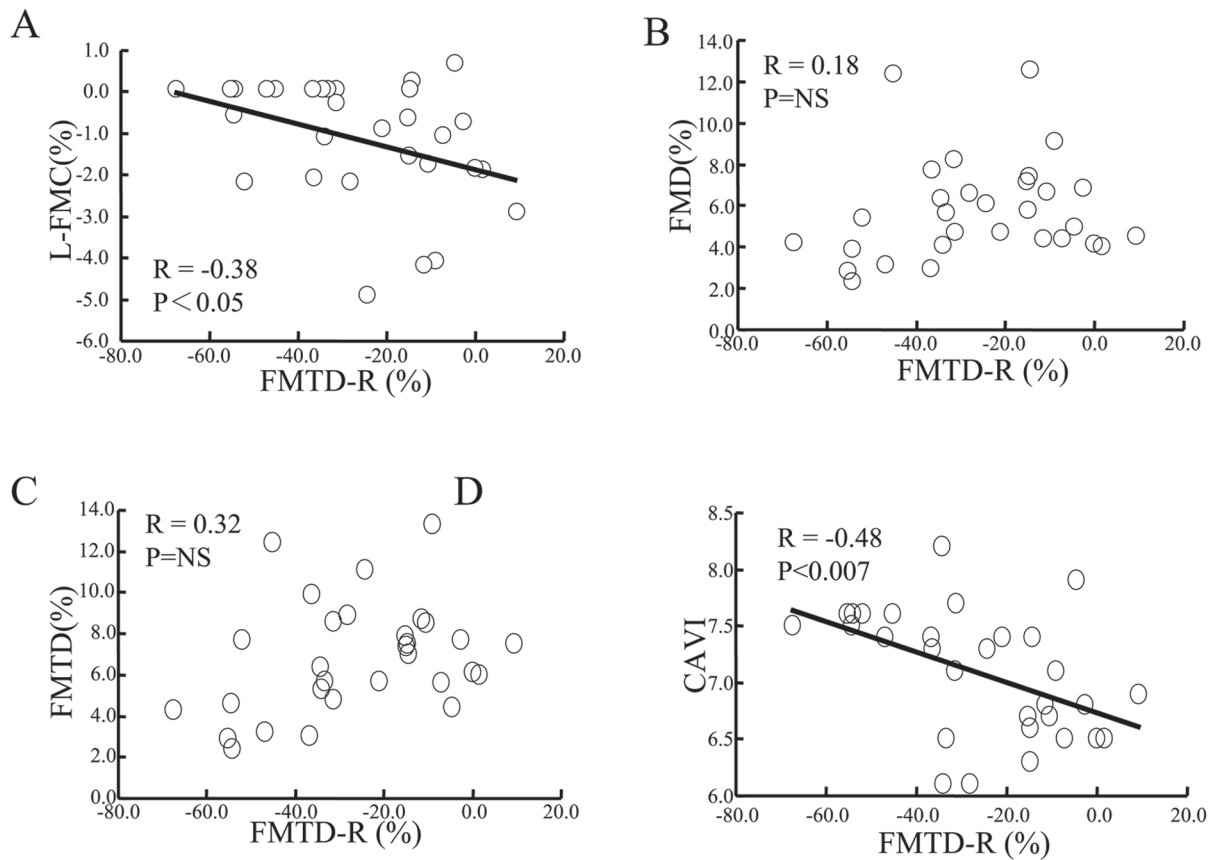 A
1.0
0.0
-1.0
-2.0
-3.0
-4.0
-5.0
-6.0
L-FMC(%)
R = -0.38
P＜0.05
-80.0 -60.0 -40.0 -20.0 0.0 20.0
FMTD-R (%)
B
14.0
12.0
10.0
8.0
6.0
4.0
2.0
0.0
FMD(%)
R = 0.18
P=NS
-80.0 -60.0 -40.0 -20.0 0.0 20.0
FMTD-R (%)
C
14.0
12.0
10.0
8.0
6.0
4.0
2.0
0.0
FMTD(%)
R = 0.32
P=NS
-80.0 -60.0 -40.0 -20.0 0.0 20.0
FMTD-R (%)
D
8.5
8.0
7.5
7.0
6.5
6.0
CAVI
R = -0.48
P<0.007
-80.0 -60.0 -40.0 -20.0 0.0 20.0
FMTD-R (%)